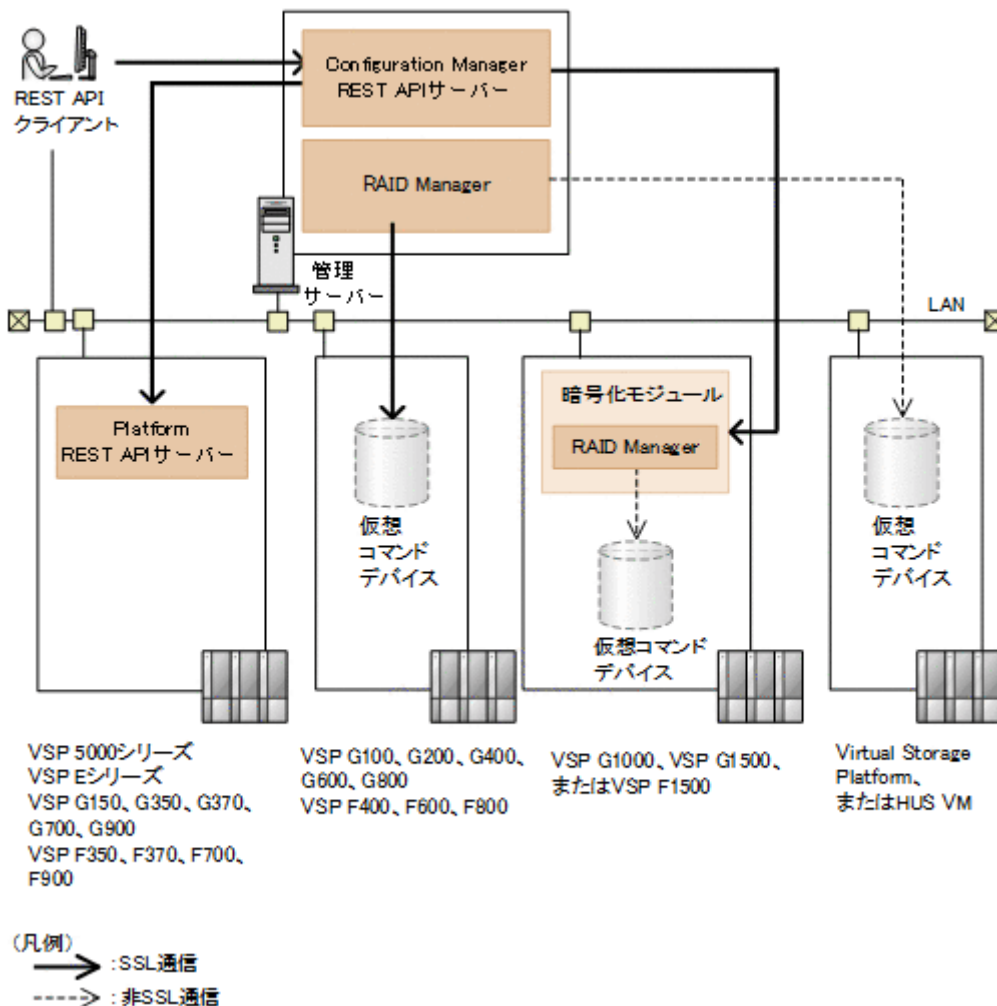 REST API
クライアント
Configuration Manager
REST APIサーバー
RAID Manager
管理
サーバー
LAN
Platform
REST APIサーバー
仮想
コマンド
デバイス
暗号化モジュール
RAID Manager
仮想コマンド
デバイス
仮想
コマンド
デバイス
VSP 5000シリーズ
VSP Eシリーズ
VSP G150、G350、G370、
G700、G900
VSP F350、F370、F700、
F900
VSP G100、G200、G400、
G600、G800
VSP F400、F600、F800
VSP G1000、VSP G1500、
またはVSP F1500
Virtual Storage
Platform、
またはHUS VM
(凡例)
:SSL通信
:非SSL通信